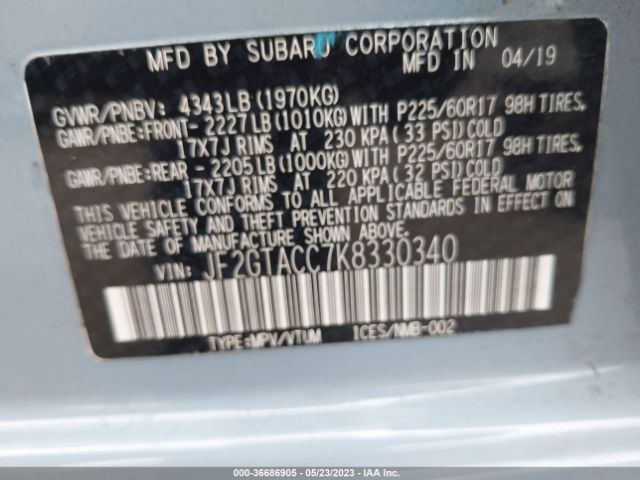 MFD BY SUBARU CORPORATION
MFD IN 04/19
GVWR/PNBV: 4343LB(1970KG)
GAWR/PNBE:FRONT- 2227LB(1010KG)WITH P225/60R17 98H TIRES,
17X7J RIMS AT 230 KPA( 33 PSI)COLD
GAWR/PNBE:REAR - 2205LB(1000KG)WITH P225/60R17 98H TIRES,
17X7J RIMS AT 220 KPA( 32 PSI)COLD
THIS VEHICLE CONFORMS TO ALL APPLICABLE FEDERAL MOTOR
VEHICLE SAFETY AND THEFT PREVENTION STANDARDS IN EFFECT ON
THE DATE OF MANUFACTURE SHOWN ABOVE.
VIN: JF2GTACC7K8330340
TYPE:MPV/VTUM ICES/NMB-002
000-36686905 - 05/23/2023 - COPYRIGHT © IAA, INC.